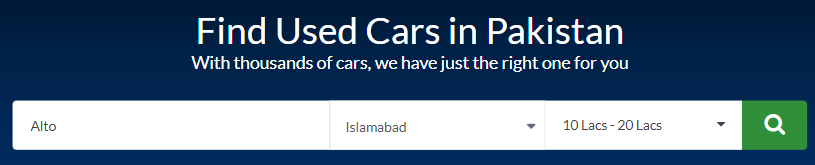 Find Used Cars in Pakistan
With thousands of cars, we have just the right one for you
Alto Islamabad 10 Lacs - 20 Lacs